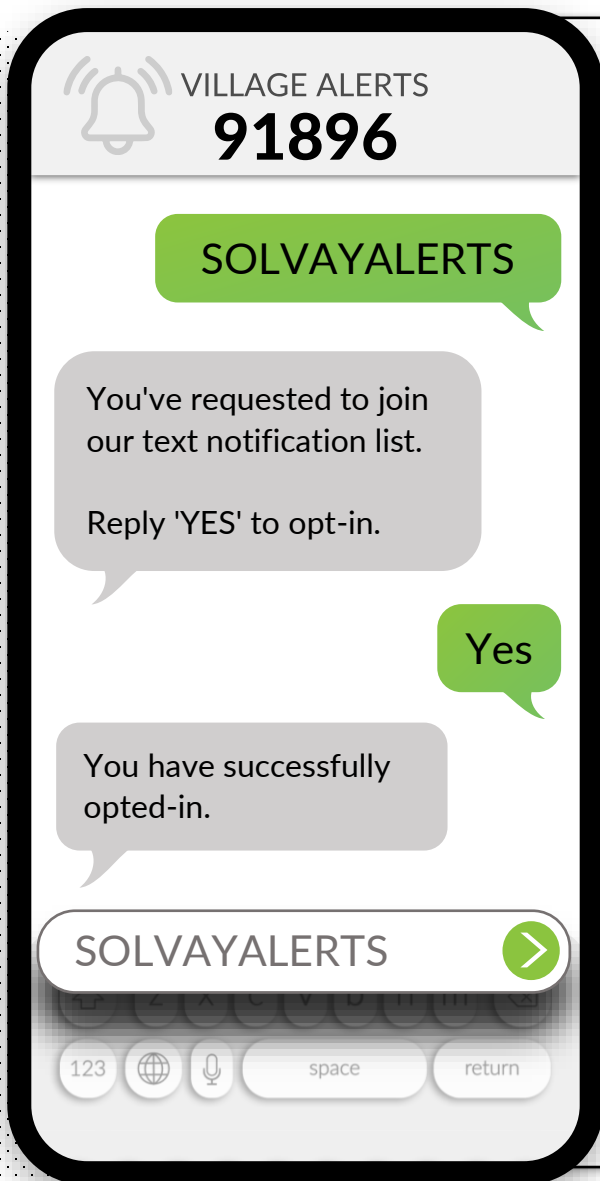 VILLAGE ALERTS
91896
SOLVAYALERTS
You've requested to join
our text notification list.
Reply 'YES' to opt-in.
Yes
You have successfully
opted-in.
SOLVAYALERTS
Z X C V B n m
123 space return